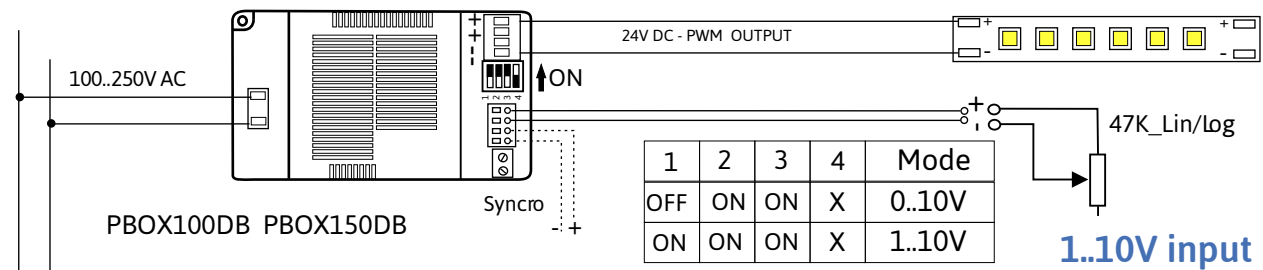 +
+
-
-
24V DC - PWM OUTPUT
+
-
+
-
100..250V AC
ON
1 2 3 4
+
-
47K_Lin/Log
1 2 3 4 Mode
OFF ON ON X 0..10V
ON ON ON X 1..10V
Syncro
- +
PBOX100DB PBOX150DB
1..10V input